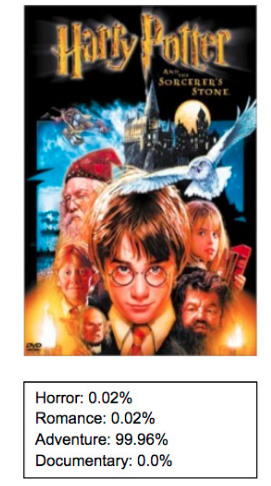 Harry Potter
AND THE
SORCERER'S
STONE
DVD
Horror: 0.02%
Romance: 0.02%
Adventure: 99.96%
Documentary: 0.0%